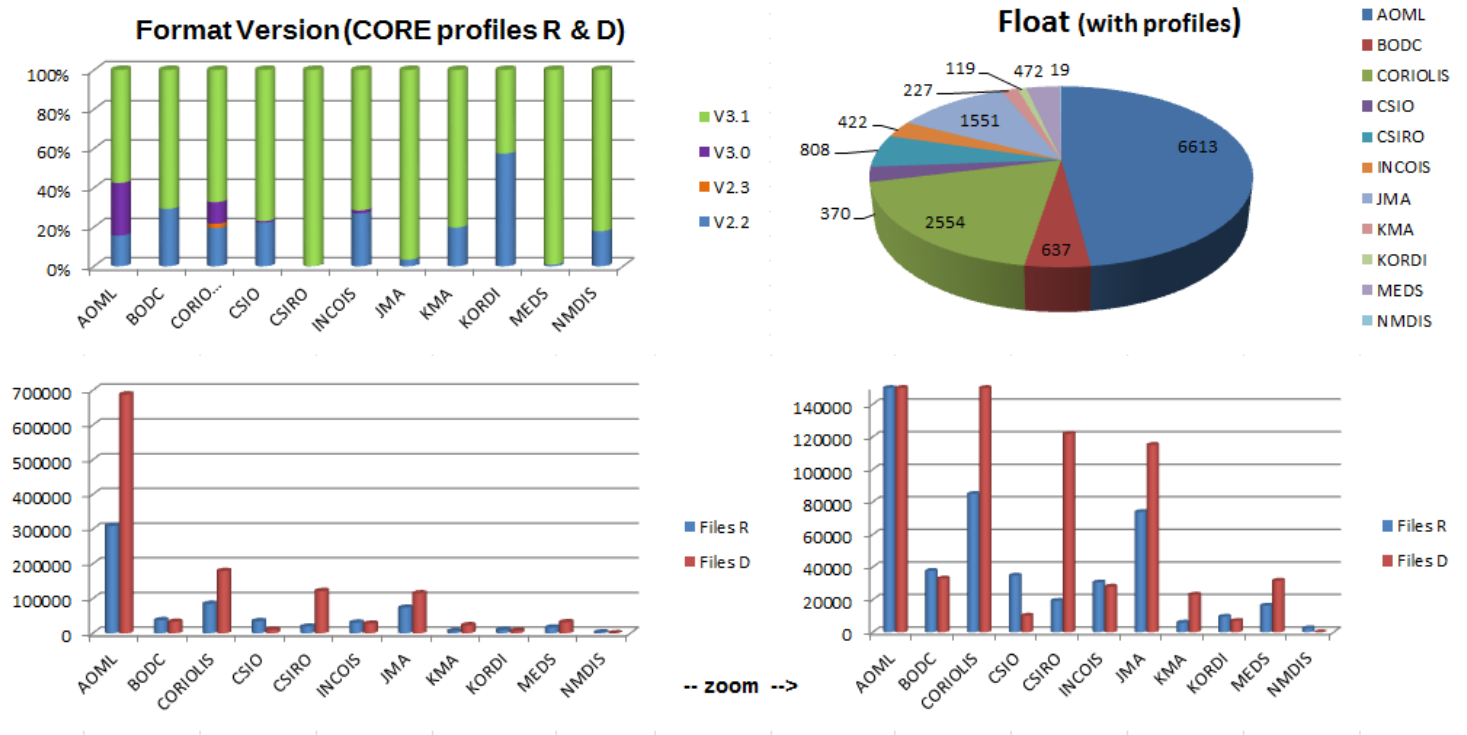 Format Version (CORE profiles R & D)
100%
80%
60%
40%
20%
0%
AOML
BODC
CORIO...
CSIO
CSIRO
INCOIS
JMA
KMA
KORDI
MEDS
NMDIS
V3.1
V3.0
V2.3
V2.2
Float (with profiles)
119
472
19
227
422
1551
6613
808
370
2554
637
AOML
BODC
CORIOLIS
CSIO
CSIRO
INCOIS
JMA
KMA
KORDI
MEDS
NMDIS
700000
600000
500000
400000
300000
200000
100000
0
AOML
BODC
CORIOLIS
CSIO
CSIRO
INCOIS
JMA
KMA
KORDI
MEDS
NMDIS
Files R
Files D
-- zoom -->
140000
120000
100000
80000
60000
40000
20000
0
AOML
BODC
CORIOLIS
CSIO
CSIRO
INCOIS
JMA
KMA
KORDI
MEDS
NMDIS
Files R
Files D